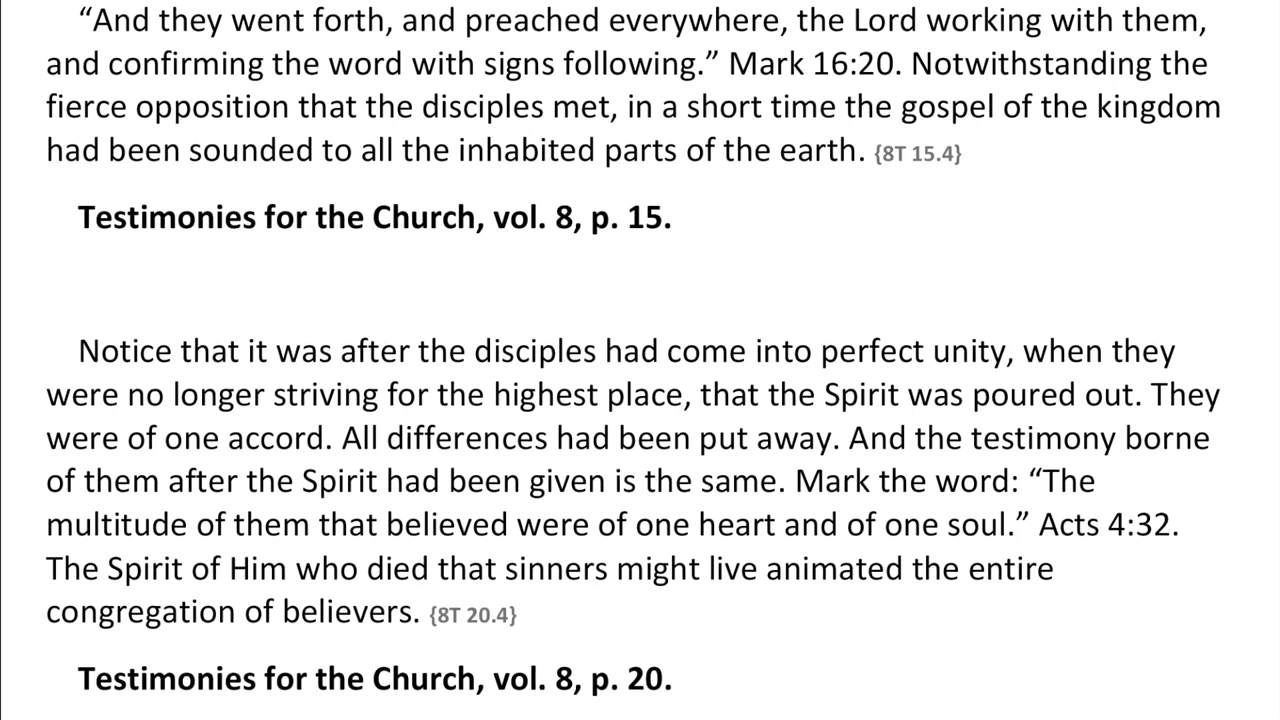 “And they went forth, and preached everywhere, the Lord working with them,
and confirming the word with signs following.” Mark 16:20. Notwithstanding the
fierce opposition that the disciples met, in a short time the gospel of the kingdom
had been sounded to all the inhabited parts of the earth. {8T 15.4}
Testimonies for the Church, vol. 8, p. 15.
Notice that it was after the disciples had come into perfect unity, when they
were no longer striving for the highest place, that the Spirit was poured out. They
were of one accord. All differences had been put away. And the testimony borne
of them after the Spirit had been given is the same. Mark the word: “The
multitude of them that believed were of one heart and of one soul.” Acts 4:32.
The Spirit of Him who died that sinners might live animated the entire
congregation of believers. {8T 20.4}
Testimonies for the Church, vol. 8, p. 20.